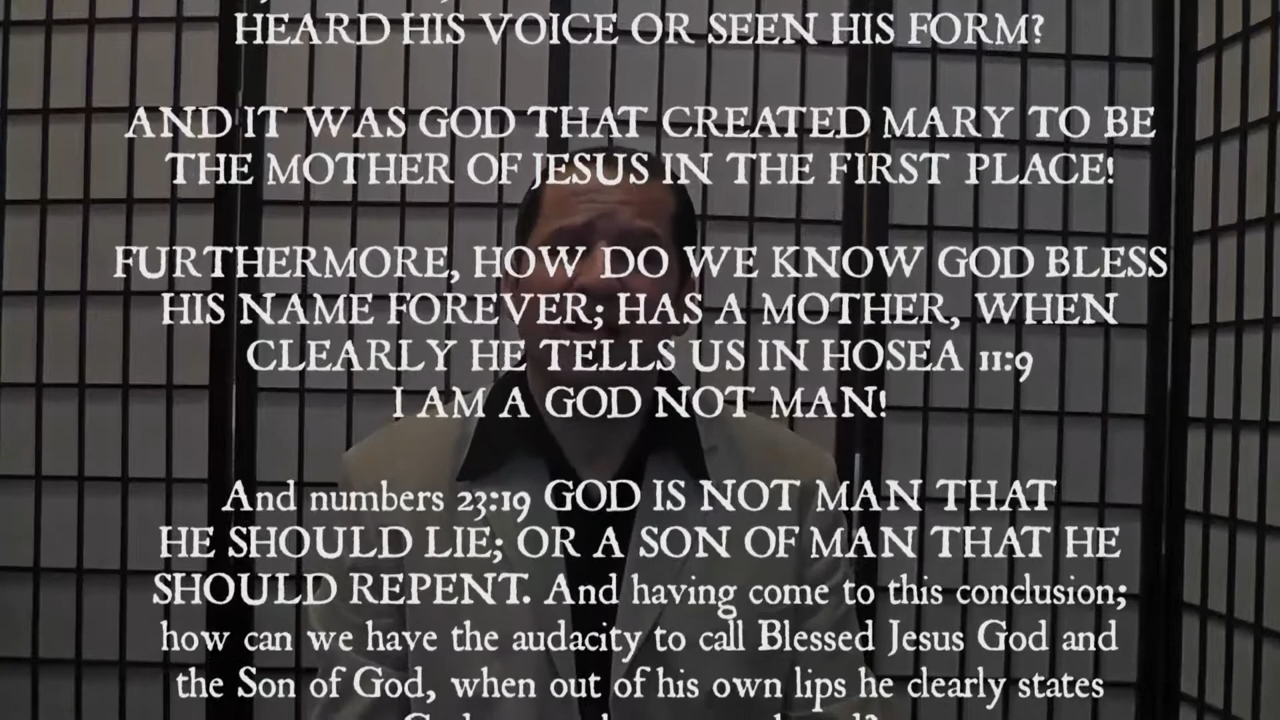 HEARD HIS VOICE OR SEEN HIS FORM?
AND IT WAS GOD THAT CREATED MARY TO BE
THE MOTHER OF JESUS IN THE FIRST PLACE!
FURTHERMORE, HOW DO WE KNOW GOD BLESS
HIS NAME FOREVER; HAS A MOTHER, WHEN
CLEARLY HE TELLS US IN HOSEA 11:9
I AM A GOD NOT MAN!
And numbers 23:19 GOD IS NOT MAN THAT
HE SHOULD LIE; OR A SON OF MAN THAT HE
SHOULD REPENT. And having come to this conclusion;
how can we have the audacity to call Blessed Jesus God and
the Son of God, when out of his own lips he clearly states